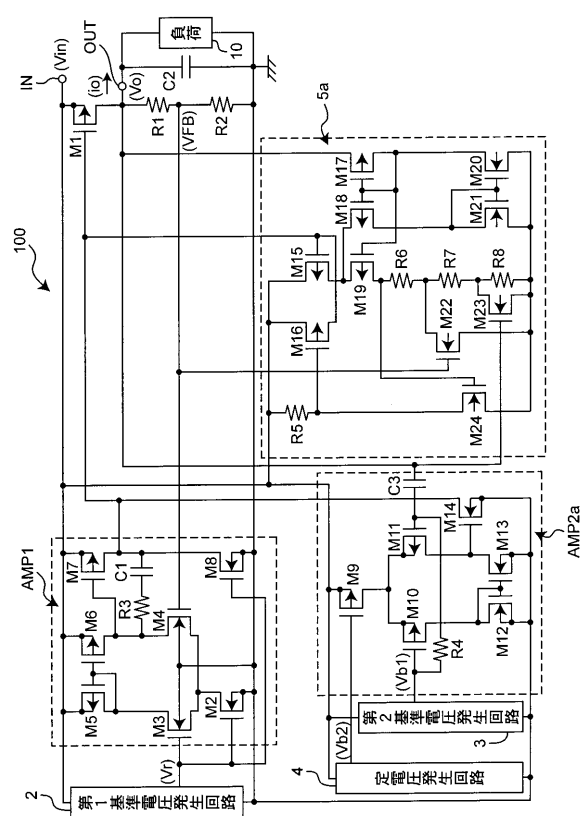 100
IN
(Vin)
M1
(io)
OUT
(Vo)
負荷
10
C2
R1
R2
(VFB)
AMP1
M5
M6
M7
C1
R3
M3
M4
M2
M8
2
第1基準電圧発生回路
(Vr)
5a
M15
M16
M17
M18
M19
M20
M21
M22
M23
M24
R5
R6
R7
R8
AMP2a
M9
M10
M11
M12
M13
M14
C3
R4
(Vb1)
(Vb2)
3
第2基準電圧発生回路
4
定電圧発生回路